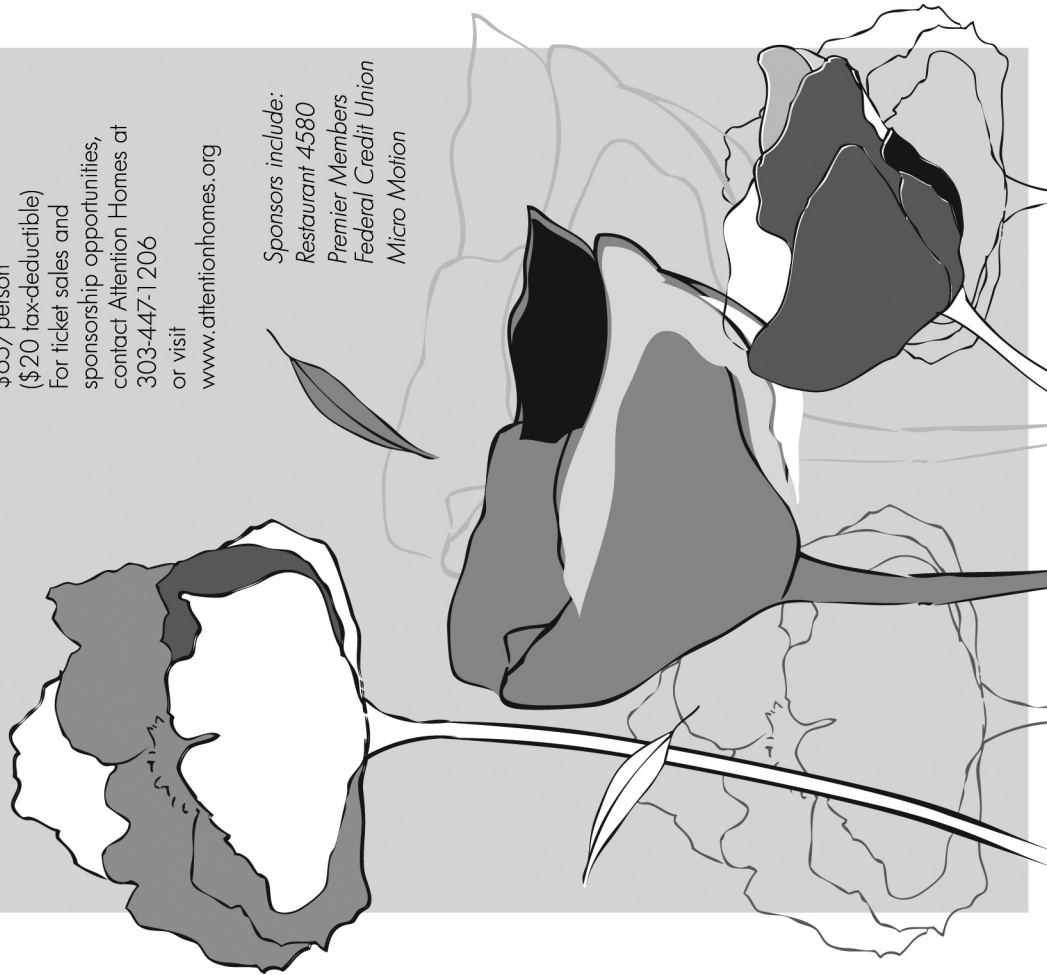 ($20 tax-deductible)
For ticket sales and
sponsorship opportunities,
contact Attention Homes at
303-447-1206
or visit
www.attentionhomes.org
Sponsors include:
Restaurant 4580
Premier Members
Federal Credit Union
Micro Motion